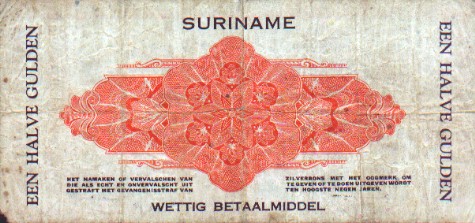 SURINAME
EEN HALVE GULDEN
EEN HALVE GULDEN
HET NAMAKEN OF VERVALSCHEN VAN
DIE ALS ECHT EN ONVERVALSCHT UIT
GESTRAFT MET GEVANGENISSTRAF VAN
ZILVERBONS MET HET OOGMERK OM
TE GEVEN OF TE DOEN UITGEVEN WORDT
TEN HOOGSTE NEGEN JAREN.
WETTIG BETAALMIDDEL